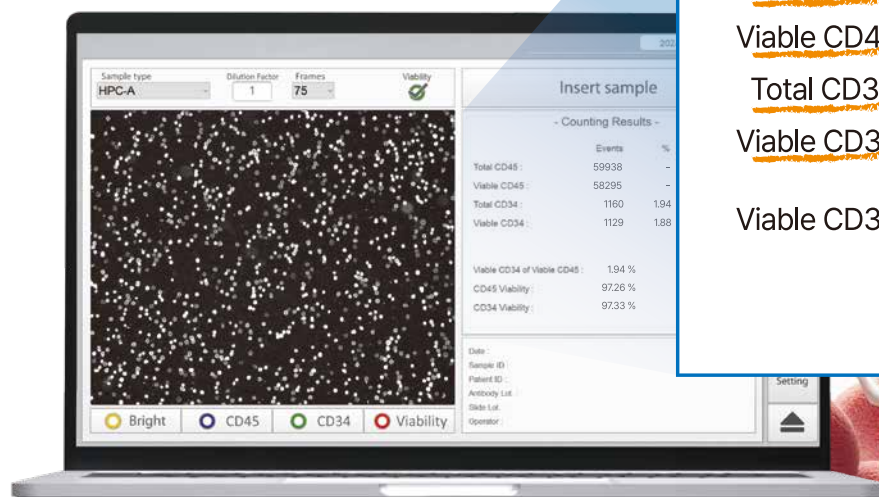 202
Sample type Dilution Factor Frames Viability
HPC-A 1 75
Insert sample
- Counting Results -
Events %
Total CD45 : 59938 -
Viable CD45 : 58295 -
Total CD34 : 1160 1.94
Viable CD34 : 1129 1.88
Viable CD34 of Viable CD45 : 1.94 %
CD45 Viability : 97.26 %
CD34 Viability : 97.33 %
Date :
Sample ID :
Patient ID :
Antibody Lot.
Slide Lot.
Operator :
Bright CD45 CD34 Viability
Setting
Viable CD4
Total CD3
Viable CD3
Viable CD3